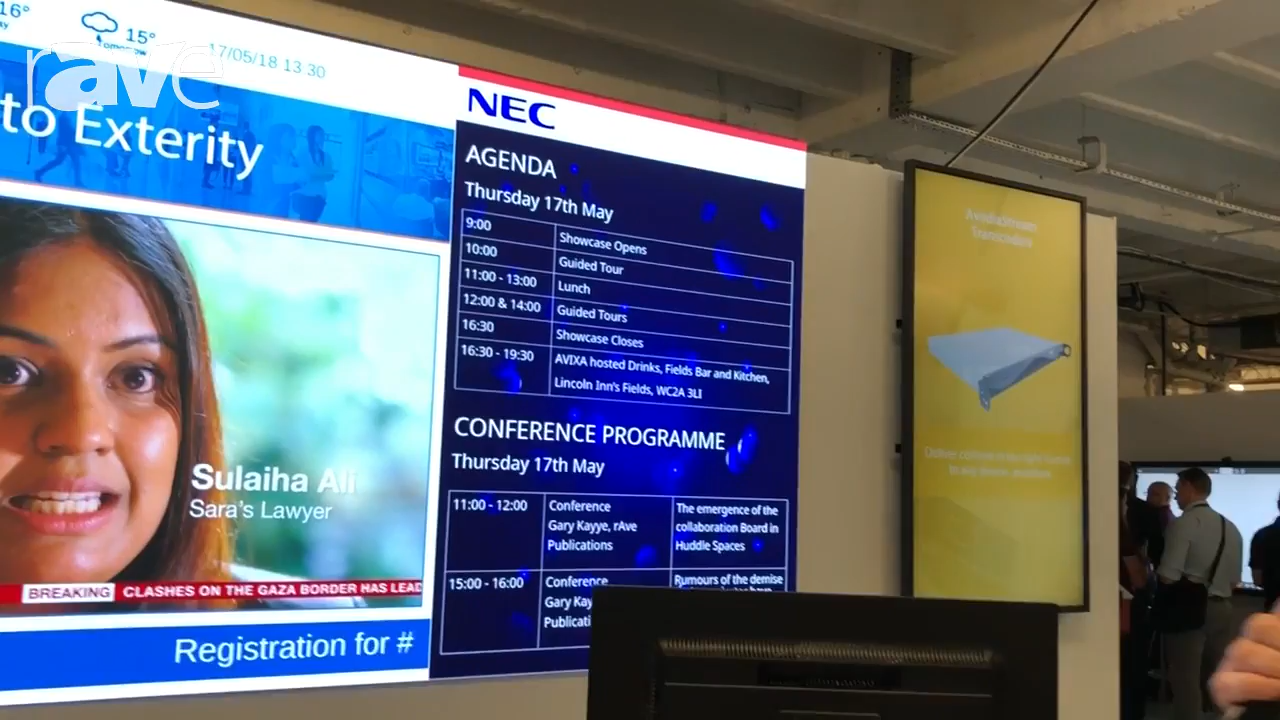 16°
15°
Tomorrow
17/05/18 13:30
rave
to Exterity
NEC
AGENDA
Thursday 17th May
9:00 Showcase Opens
10:00 Guided Tour
11:00 - 13:00 Lunch
12:00 & 14:00 Guided Tours
16:30 Showcase Closes
16:30 - 19:30 AVIXA hosted Drinks, Fields Bar and Kitchen,
Lincoln Inn's Fields, WC2A 3LI
CONFERENCE PROGRAMME
Thursday 17th May
11:00 - 12:00 Conference The emergence of the
Gary Kayye, rAve collaboration Board in
Publications Huddle Spaces
15:00 - 16:00 Conference Rumours of the demise
Gary Kay
Publicati
Sulaiha Ali
Sara's Lawyer
BREAKING CLASHES ON THE GAZA BORDER HAS LEAD
Registration for #